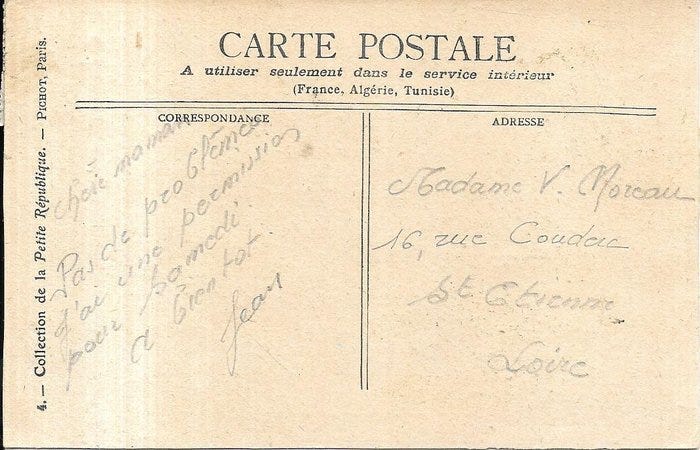 CARTE POSTALE
A utiliser seulement dans le service intérieur
(France, Algérie, Tunisie)
CORRESPONDANCE
ADRESSE
Chère maman
Pas de problème
J'ai une permission
pour samedi.
A bientot.
Jean
Madame V. Moreau
16, rue
St Etienne
Loire
4. — Collection de la Petite République. — PICHOT, Paris.